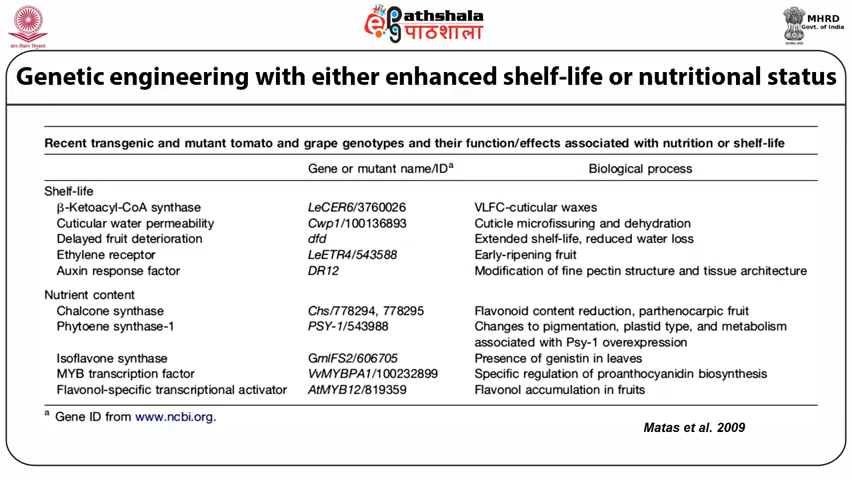 ePathshala
पाठशाला
MHRD
Govt. of India
Genetic engineering with either enhanced shelf-life or nutritional status
Recent transgenic and mutant tomato and grape genotypes and their function/effects associated with nutrition or shelf-life
Gene or mutant name/IDᵃ Biological process
Shelf-life
β-Ketoacyl-CoA synthase LeCER6/3760026 VLFC-cuticular waxes
Cuticular water permeability Cwp1/100136893 Cuticle microfissuring and dehydration
Delayed fruit deterioration dfd Extended shelf-life, reduced water loss
Ethylene receptor LeETR4/543588 Early-ripening fruit
Auxin response factor DR12 Modification of fine pectin structure and tissue architecture
Nutrient content
Chalcone synthase Chs/778294, 778295 Flavonoid content reduction, parthenocarpic fruit
Phytoene synthase-1 PSY-1/543988 Changes to pigmentation, plastid type, and metabolism
associated with Psy-1 overexpression
Isoflavone synthase GmIFS2/606705 Presence of genistin in leaves
MYB transcription factor VvMYBPA1/100232899 Specific regulation of proanthocyanidin biosynthesis
Flavonol-specific transcriptional activator AtMYB12/819359 Flavonol accumulation in fruits
ᵃ Gene ID from www.ncbi.org.
Matas et al. 2009